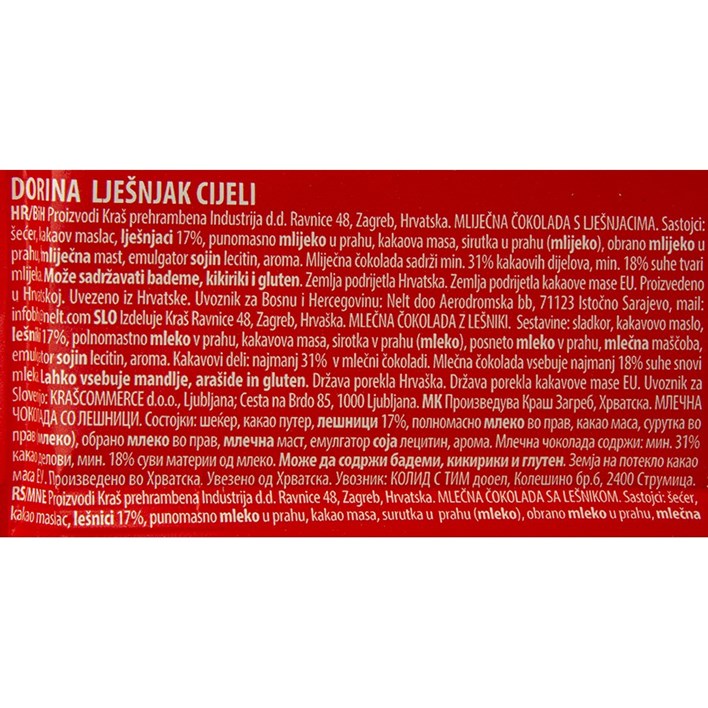 DORINA LJEŠNJAK CIJELI
HR/BiH Proizvodi Kraš prehrambena Industrija d.d. Ravnice 48, Zagreb, Hrvatska. MLIJEČNA ČOKOLADA S LJEŠNJACIMA. Sastojci:
šećer, kakaov maslac, lješnjaci 17%, punomasno mlijeko u prahu, kakaova masa, sirutka u prahu (mlijeko), obrano mlijeko u
prahu, mliječna mast, emulgator sojin lecitin, aroma. Mliječna čokolada sadrži min. 31% kakaovih dijelova, min. 18% suhe tvari
mlijeka. Može sadržavati bademe, kikiriki i gluten. Zemlja podrijetla Hrvatska. Zemlja podrijetla kakaove mase EU. Proizvedeno
u Hrvatskoj. Uvezeno iz Hrvatske. Uvoznik za Bosnu i Hercegovinu: Nelt doo Aerodromska bb, 71123 Istočno Sarajevo, mail:
nelt.com SLO Izdeluje Kraš Ravnice 48, Zagreb, Hrvaška. MLEČNA ČOKOLADA Z LEŠNIKI. Sestavine: sladkor, kakavovo maslo,
lešniki 17%, polnomastno mleko v prahu, kakavova masa, sirotka v prahu (mleko), posneto mleko v prahu, mlečna maščoba,
emulgator sojin lecitin, aroma. Kakavovi deli: najmanj 31% v mlečni čokoladi. Mlečna čokolada vsebuje najmanj 18% suhe snovi
mleka. Lahko vsebuje mandlje, arašide in gluten. Država porekla Hrvaška. Država porekla kakavove mase EU. Uvoznik za
Slovenijo: KRAŠCOMMERCE d.o.o., Ljubljana; Cesta na Brdo 85, 1000 Ljubljana. MK Произведува Краш Загреб, Хрватска. МЛЕЧНА
ЧОКОЛАДА СО ЛЕШНИЦИ. Состојки: шеќер, какао путер, лешници 17%, полномасно млеко во прав, какао маса, сурутка во
прав (млеко), обрано млеко во прав, млечна маст, емулгатор соја лецитин, арома. Млечна чоколада содржи: мин. 31%
какао делови, мин. 18% суви материи од млеко. Може да содржи бадеми, кикирики и глутен. Земја на потекло какао
маса ЕУ. Произведено во Хрватска. Увезено од Хрватска. Увозник: КОЛИД С ТИМ дооел, Колешино бр.6, 2400 Струмица.
RS/MNE Proizvodi Kraš prehrambena Industrija d.d. Ravnice 48, Zagreb, Hrvatska. MLEČNA ČOKOLADA SA LEŠNIKOM. Sastojci: šećer,
kakao maslac, lešnici 17%, punomasno mleko u prahu, kakao masa, surutka u prahu (mleko), obrano mleko u prahu, mlečna